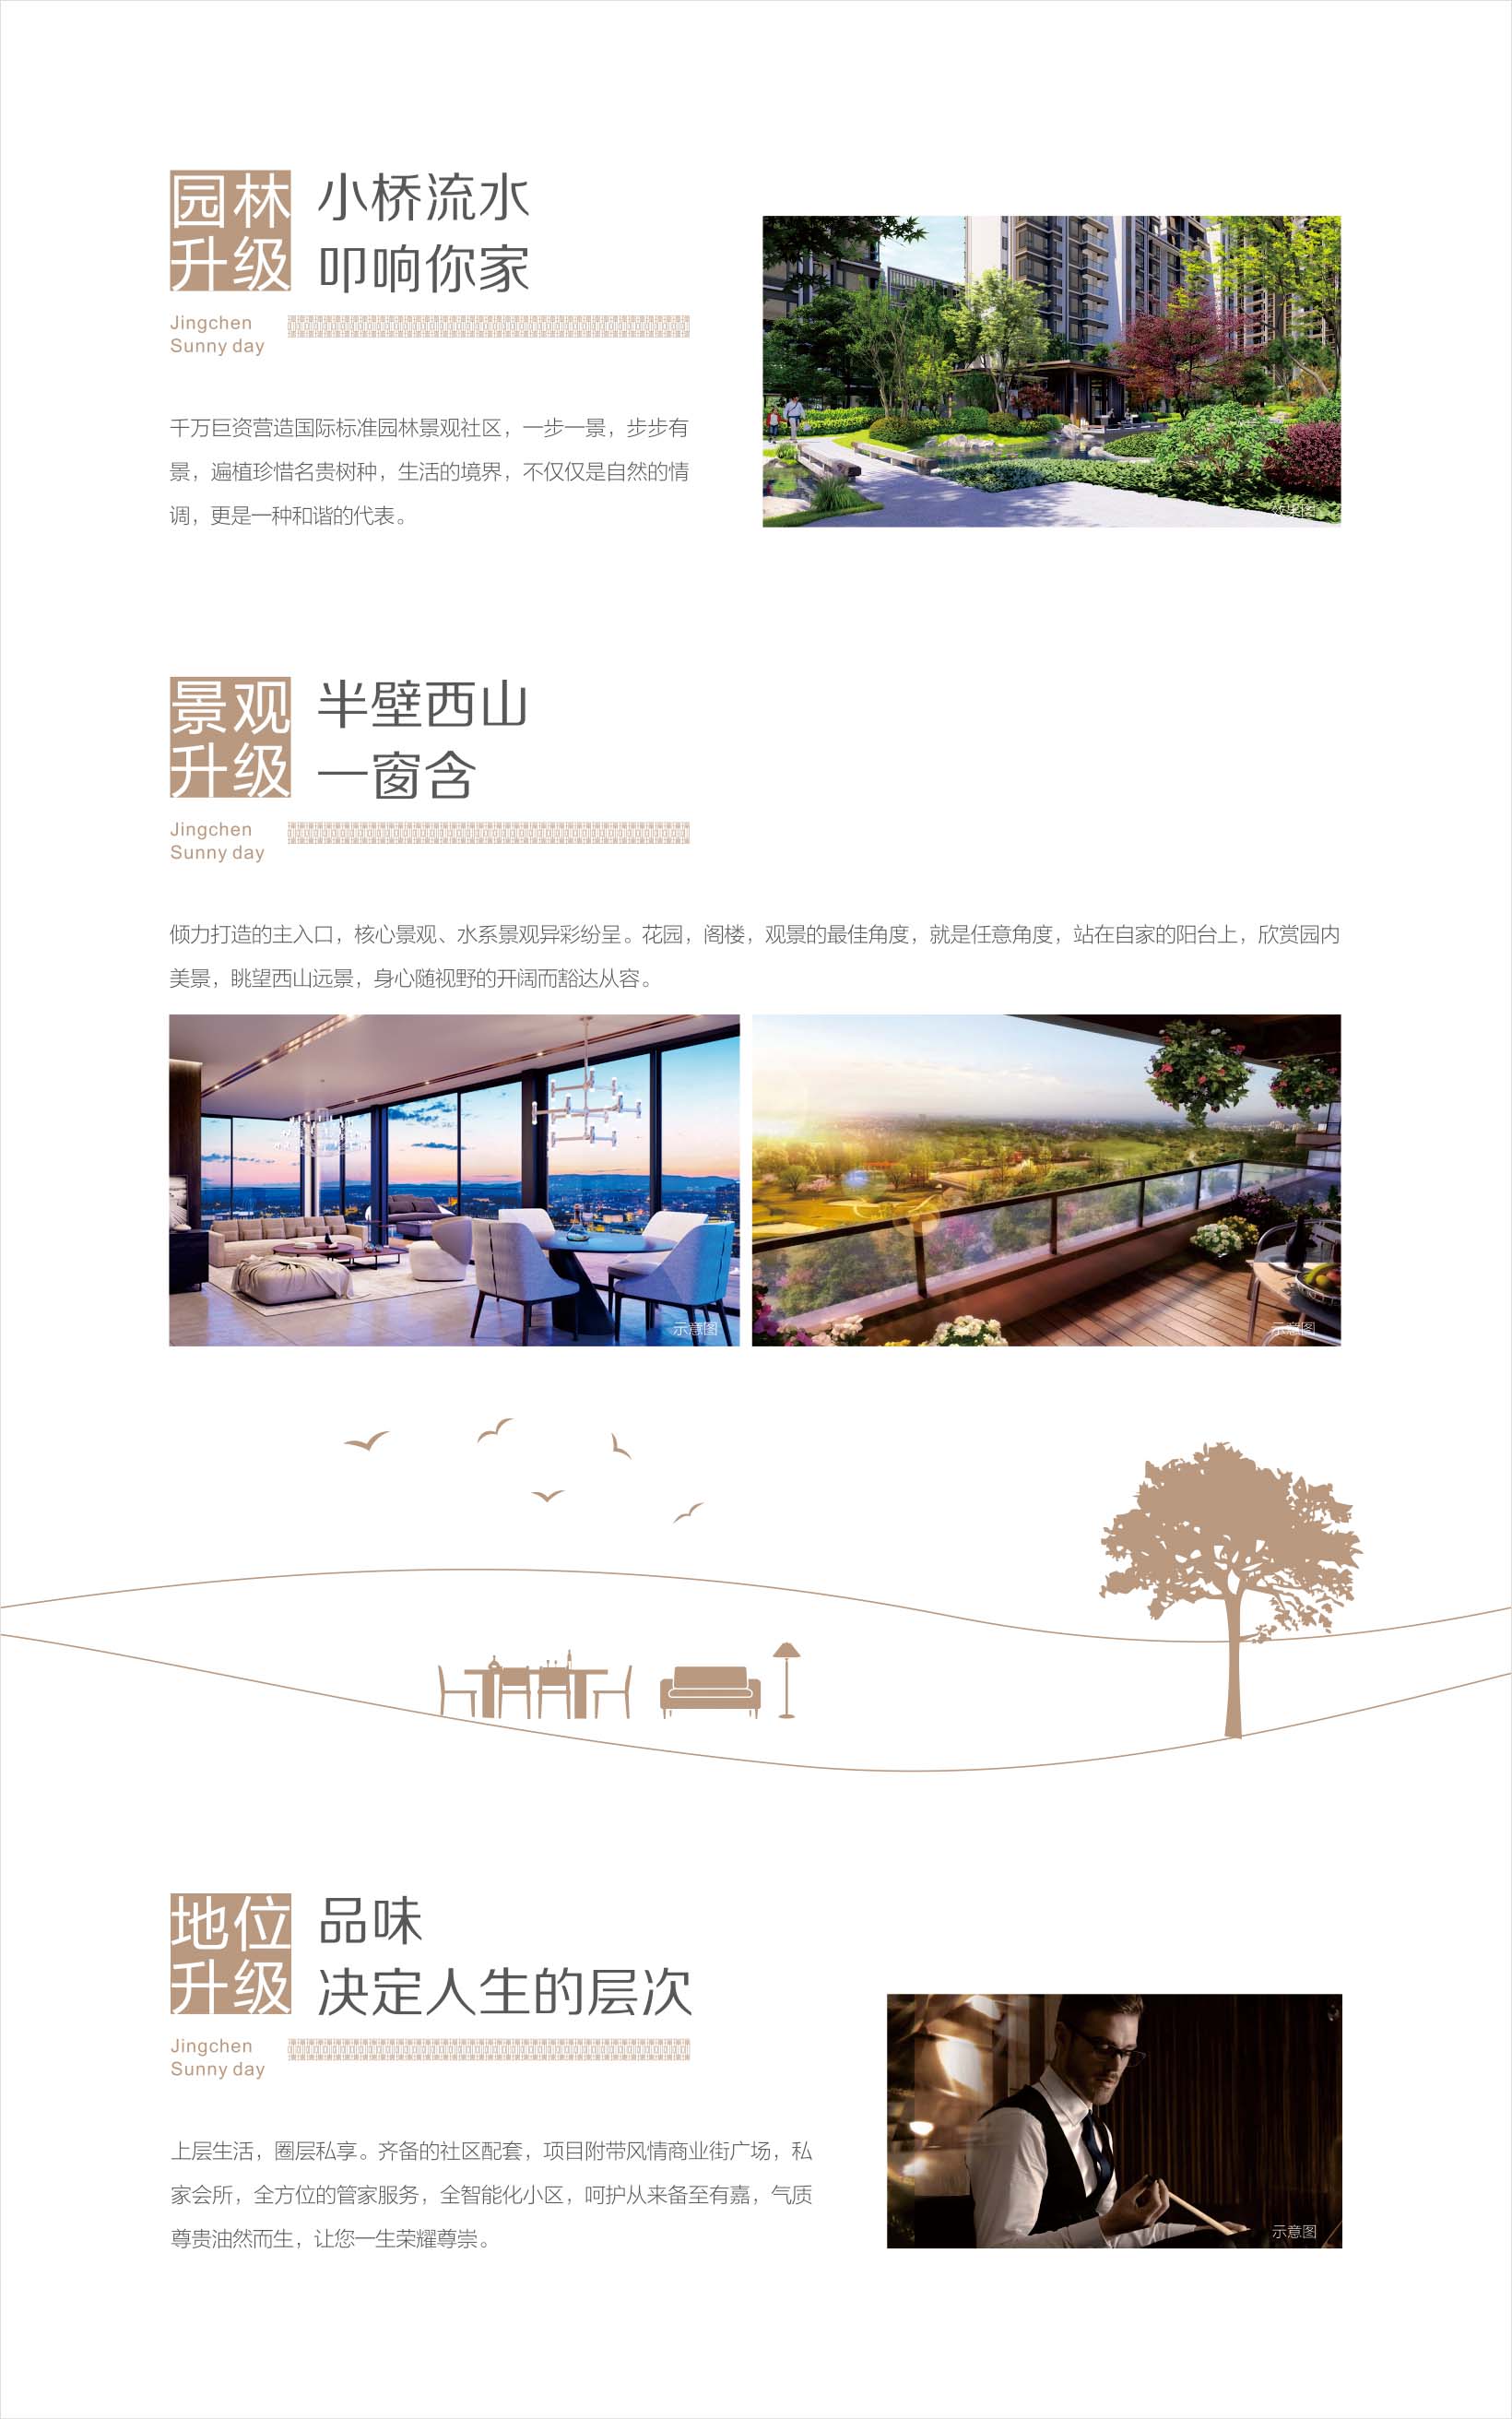 园林
升级
小桥流水
叩响你家
Jingchen
Sunny day
千万巨资营造国际标准园林景观社区，一步一景，步步有
景，遍植珍惜名贵树种，生活的境界，不仅仅是自然的情
调，更是一种和谐的代表。
效果图
景观
升级
半壁西山
一窗含
Jingchen
Sunny day
倾力打造的主入口，核心景观、水系景观异彩纷呈。花园，阁楼，观景的最佳角度，就是任意角度，站在自家的阳台上，欣赏园内
美景，眺望西山远景，身心随视野的开阔而豁达从容。
示意图
示意图
地位
升级
品味
决定人生的层次
Jingchen
Sunny day
上层生活，圈层私享。齐备的社区配套，项目附带风情商业街广场，私
家会所，全方位的管家服务，全智能化小区，呵护从来备至有嘉，气质
尊贵油然而生，让您一生荣耀尊崇。
示意图